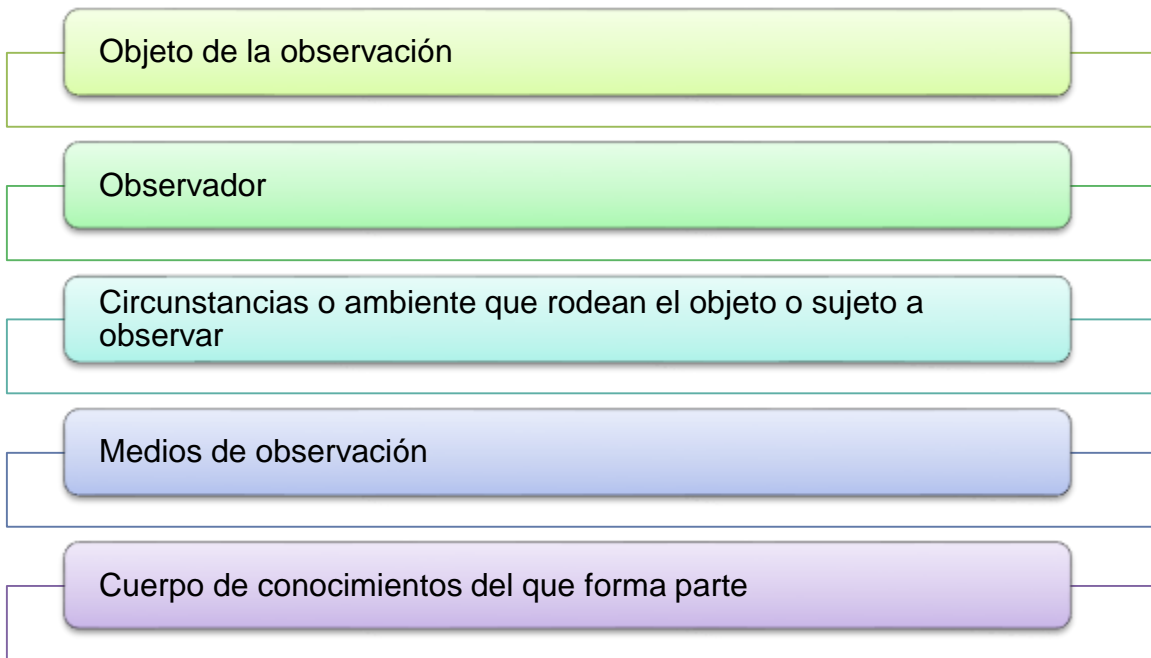 Objeto de la observación
Observador
Circunstancias o ambiente que rodean el objeto o sujeto a
observar
Medios de observación
Cuerpo de conocimientos del que forma parte